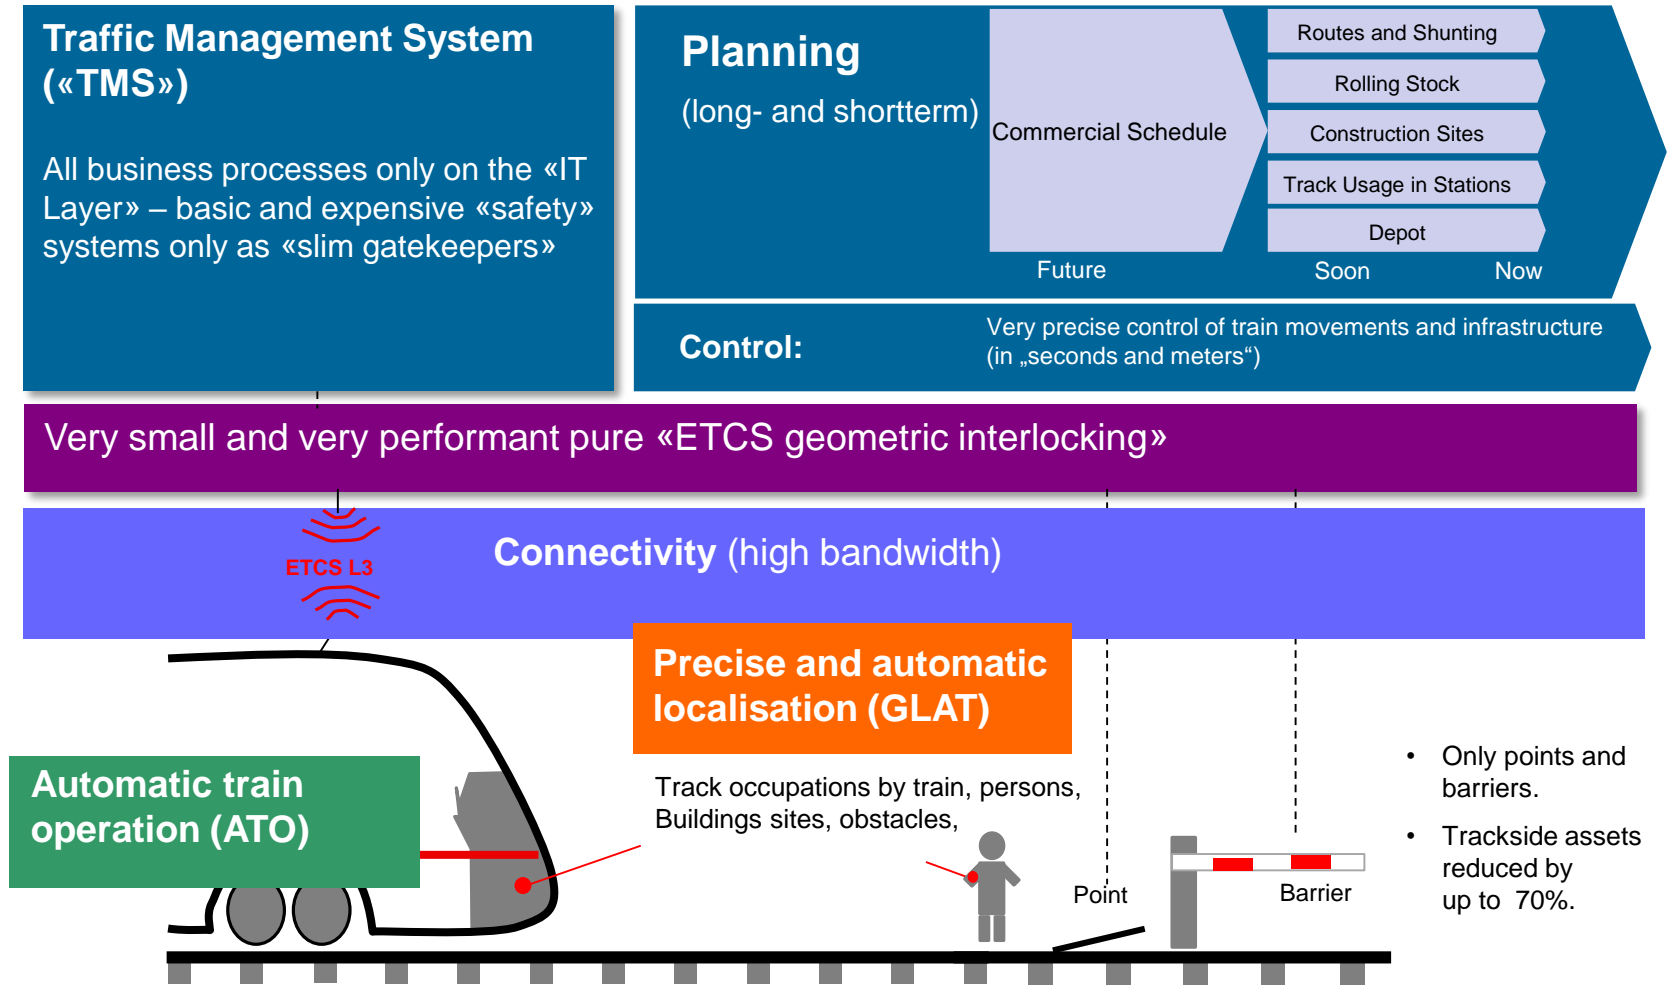 Traffic Management System
(«TMS»)
All business processes only on the «IT
Layer» – basic and expensive «safety»
systems only as «slim gatekeepers»
Planning
(long- and shortterm)
Commercial Schedule
Routes and Shunting
Rolling Stock
Construction Sites
Track Usage in Stations
Depot
Future
Soon
Now
Control:
Very precise control of train movements and infrastructure
(in „seconds and meters“)
Very small and very performant pure «ETCS geometric interlocking»
ETCS L3
Connectivity (high bandwidth)
Precise and automatic
localisation (GLAT)
Automatic train
operation (ATO)
Track occupations by train, persons,
Buildings sites, obstacles,
Point
Barrier
• Only points and
barriers.
• Trackside assets
reduced by
up to 70%.